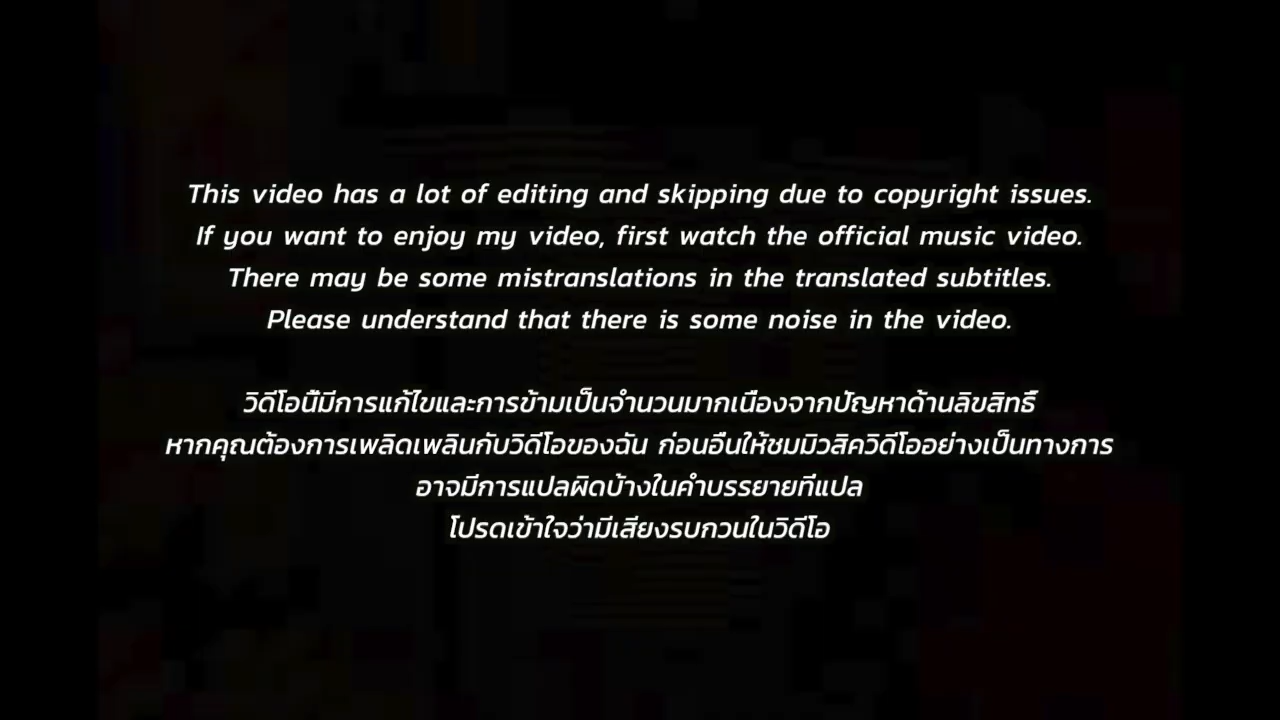 This video has a lot of editing and skipping due to copyright issues.
If you want to enjoy my video, first watch the official music video.
There may be some mistranslations in the translated subtitles.
Please understand that there is some noise in the video.
วิดีโอนี้มีการแก้ไขและการข้ามเป็นจำนวนมากเนื่องจากปัญหาด้านลิขสิทธิ์
หากคุณต้องการเพลิดเพลินกับวิดีโอของฉัน ก่อนอื่นให้ชมมิวสิควิดีโออย่างเป็นทางการ
อาจมีการแปลผิดบ้างในคำบรรยายที่แปล
โปรดเข้าใจว่ามีเสียงรบกวนในวิดีโอ